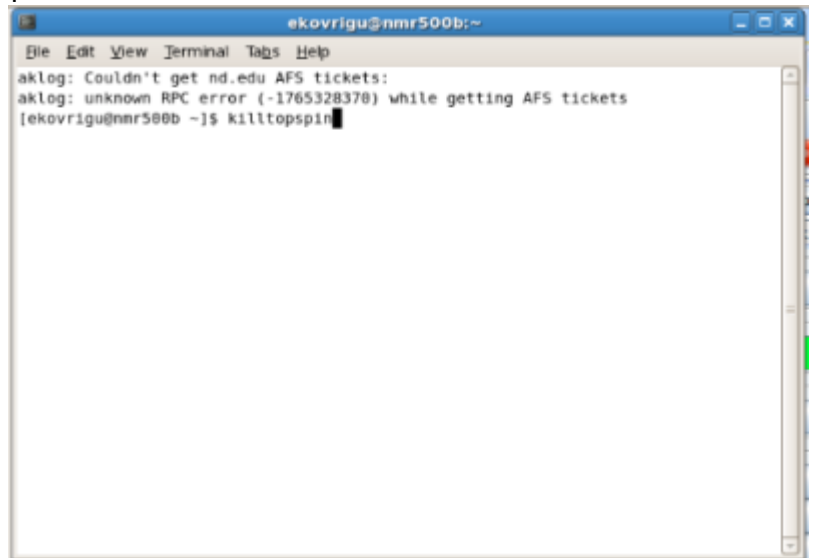 ekovrigu@nmr500b:~
File Edit View Terminal Tabs Help
aklog: Couldn't get nd.edu AFS tickets:
aklog: unknown RPC error (-1765328370) while getting AFS tickets
[ekovrigu@nmr500b ~]$ killtopspin